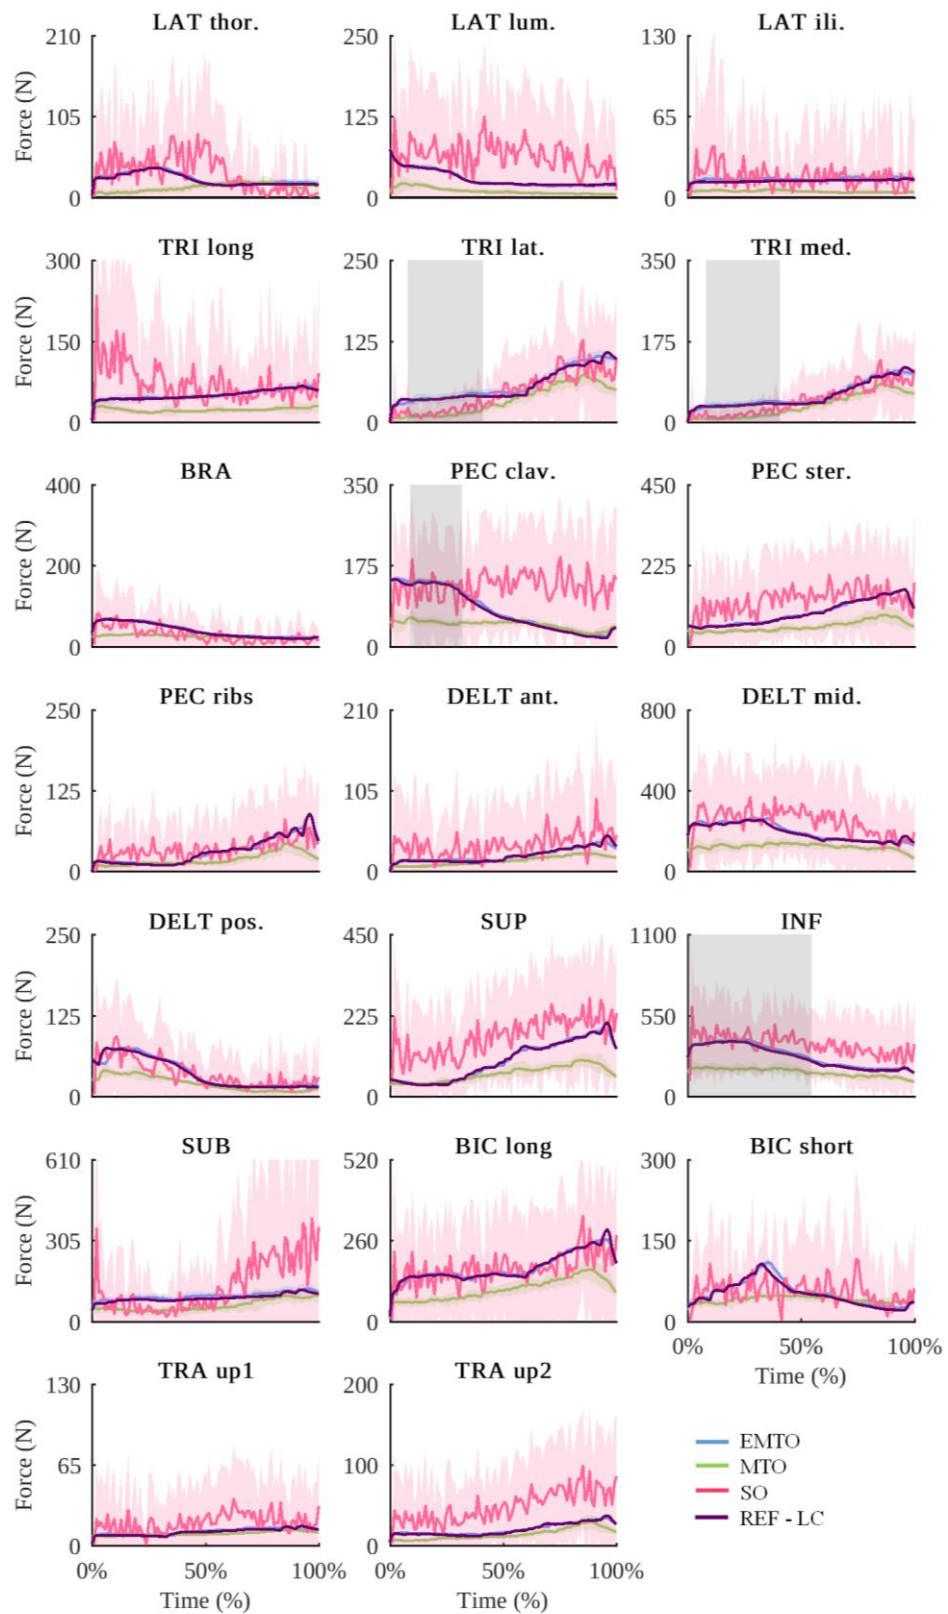 LAT thor. LAT lum. LAT ili.
210 250 130
Force (N) 105 125 65
0 0 0
TRI long TRI lat. TRI med.
300 250 350
Force (N) 150 125 175
0 0 0
BRA PEC clav. PEC ster.
400 350 450
Force (N) 200 175 225
0 0 0
PEC ribs DELT ant. DELT mid.
250 210 800
Force (N) 125 105 400
0 0 0
DELT pos. SUP INF
250 450 1100
Force (N) 125 225 550
0 0 0
SUB BIC long BIC short
610 520 300
Force (N) 305 260 150
0 0 0
0% 50% 100%
Time (%)
TRA up1 TRA up2
130 200
Force (N) 65 100
0 0
0% 50% 100% 0% 50% 100%
Time (%) Time (%)
EMTO
MTO
SO
REF - LC